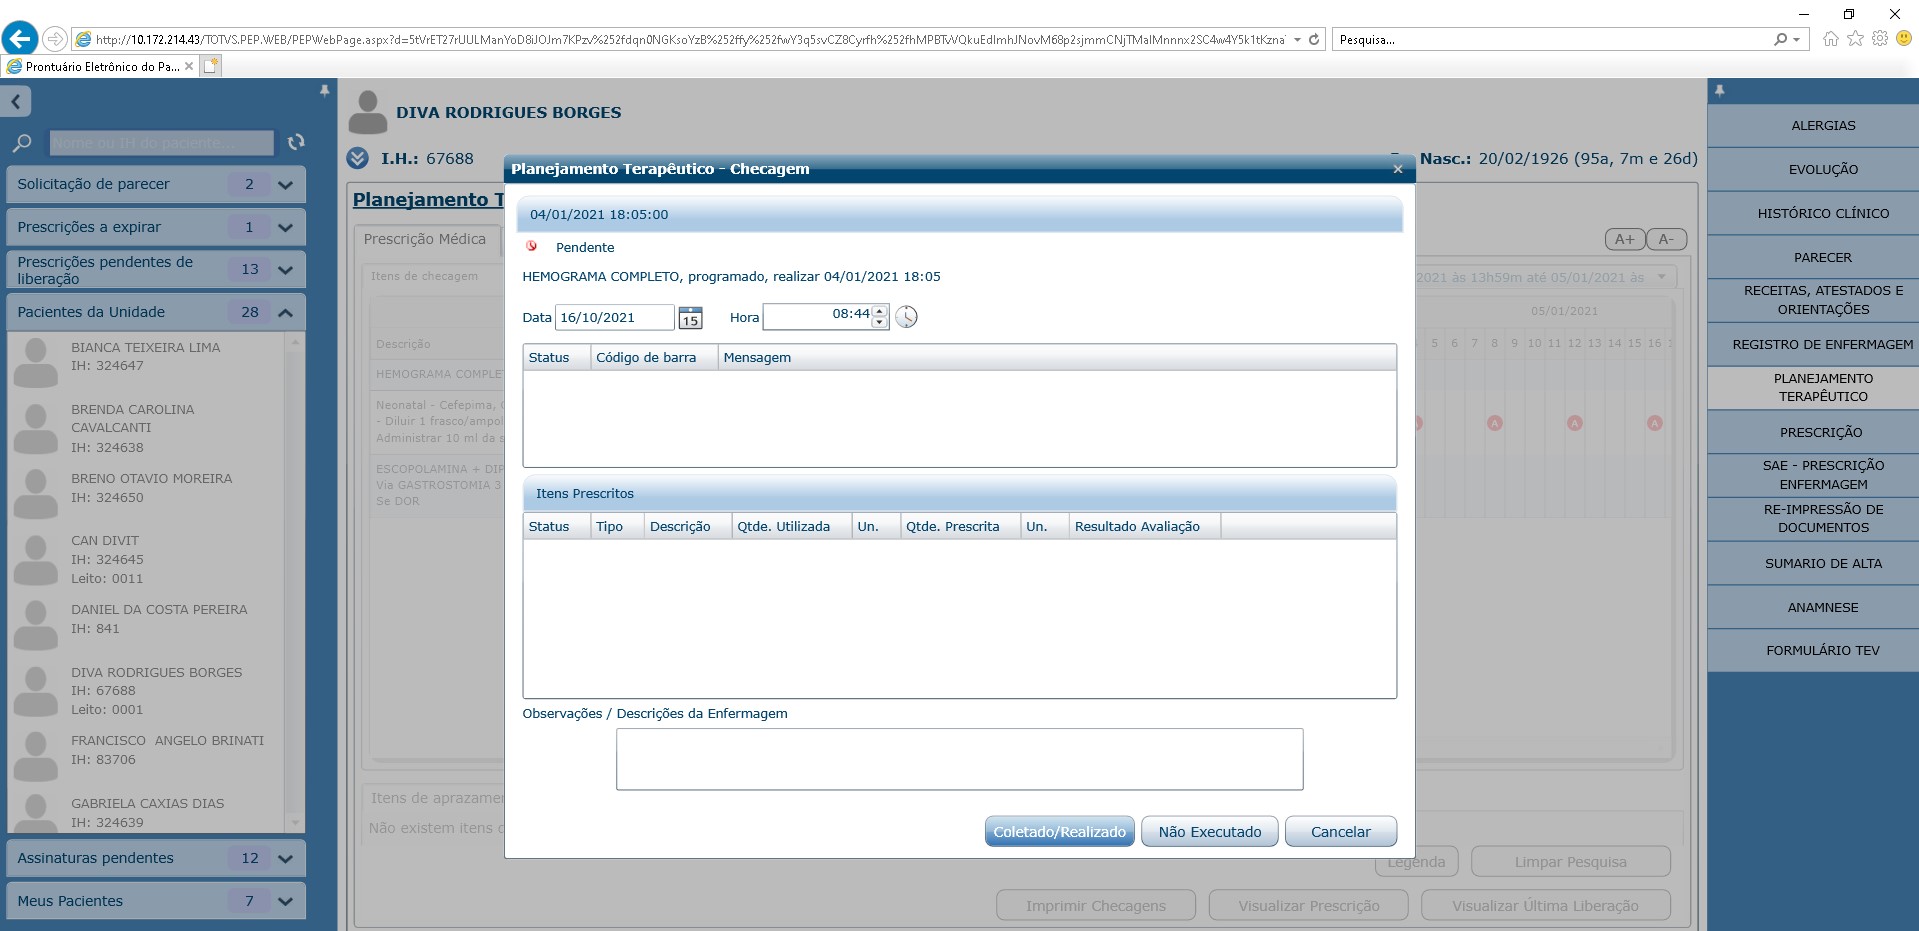 http://10.172.214.43/TOTVS.PEP.WEB/PEPWebPage.aspx?d=
Pesquisa...
Prontuário Eletrônico do Pa...
Nome ou IH do paciente...
Solicitação de parecer 2
Prescrições a expirar 1
Prescrições pendentes de
liberação 13
Pacientes da Unidade 28
BIANCA TEIXEIRA LIMA
IH: 324647
BRENDA CAROLINA
CAVALCANTI
IH: 324638
BRENO OTAVIO MOREIRA
IH: 324650
CAN DIVIT
IH: 324645
Leito: 0011
DANIEL DA COSTA PEREIRA
IH: 841
DIVA RODRIGUES BORGES
IH: 67688
Leito: 0001
FRANCISCO ANGELO BRINATI
IH: 83706
GABRIELA CAXIAS DIAS
IH: 324639
Assinaturas pendentes 12
Meus Pacientes 7
DIVA RODRIGUES BORGES
I.H.: 67688
Nasc.: 20/02/1926 (95a, 7m e 26d)
Planejamento T
Prescrição Médica
A+ A-
Itens de checagem
2021 às 13h59m até 05/01/2021 às
05/01/2021
Descrição
5 6 7 8 9 10 11 12 13 14 15 16
HEMOGRAMA COMPLE
Neonatal - Cefepima,
- Diluir 1 frasco/ampol
Administrar 10 ml da s
A A A
ESCOPOLAMINA + DIP
Via GASTROSTOMIA 3
Se DOR
Itens de aprazamen
Não existem itens
Planejamento Terapêutico - Checagem
04/01/2021 18:05:00
Pendente
HEMOGRAMA COMPLETO, programado, realizar 04/01/2021 18:05
Data 16/10/2021 15 Hora 08:44
Status Código de barra Mensagem
Itens Prescritos
Status Tipo Descrição Qtde. Utilizada Un. Qtde. Prescrita Un. Resultado Avaliação
Observações / Descrições da Enfermagem
Coletado/Realizado Não Executado Cancelar
Legenda Limpar Pesquisa
Imprimir Checagens Visualizar Prescrição Visualizar Última Liberação
ALERGIAS
EVOLUÇÃO
HISTÓRICO CLÍNICO
PARECER
RECEITAS, ATESTADOS E
ORIENTAÇÕES
REGISTRO DE ENFERMAGEM
PLANEJAMENTO
TERAPÊUTICO
PRESCRIÇÃO
SAE - PRESCRIÇÃO
ENFERMAGEM
RE-IMPRESSÃO DE
DOCUMENTOS
SUMARIO DE ALTA
ANAMNESE
FORMULÁRIO TEV